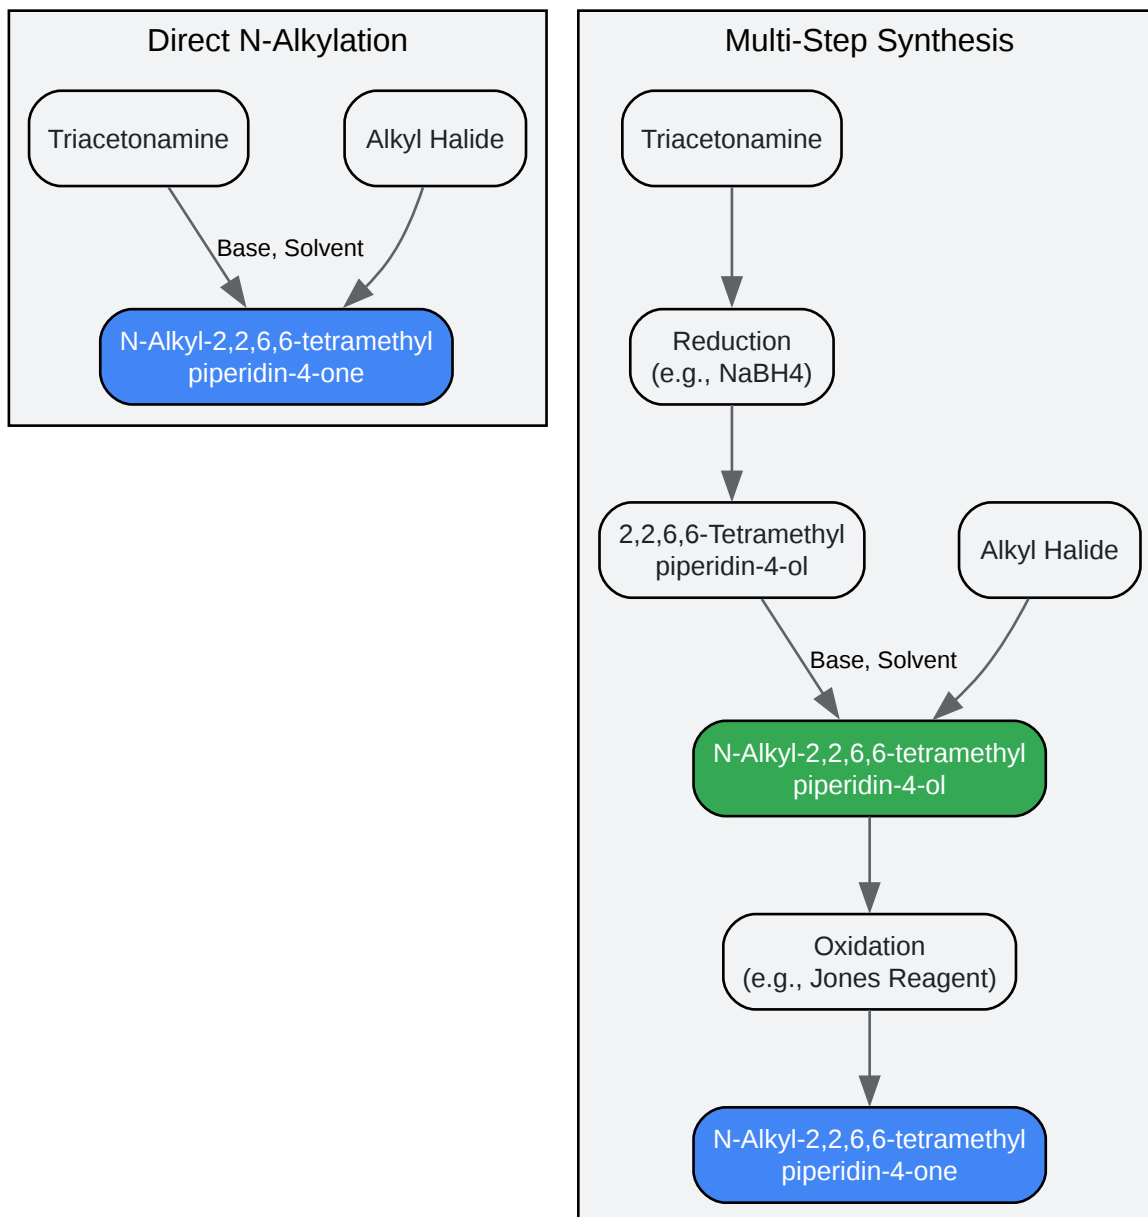 Direct N-Alkylation
Triacetonamine
Alkyl Halide
Base, Solvent
N-Alkyl-2,2,6,6-tetramethyl
piperidin-4-one
Multi-Step Synthesis
Triacetonamine
Reduction
(e.g., NaBH4)
2,2,6,6-Tetramethyl
piperidin-4-ol
Alkyl Halide
Base, Solvent
N-Alkyl-2,2,6,6-tetramethyl
piperidin-4-ol
Oxidation
(e.g., Jones Reagent)
N-Alkyl-2,2,6,6-tetramethyl
piperidin-4-one